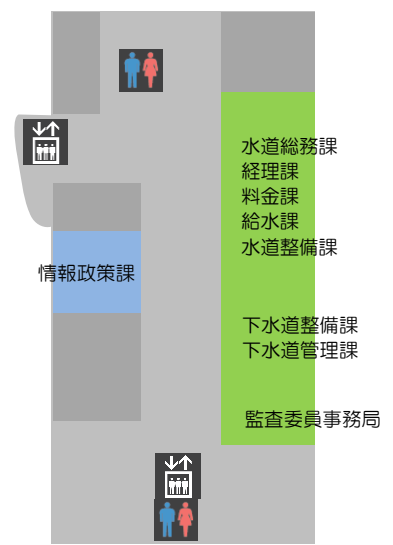 水道総務課
経理課
料金課
給水課
水道整備課
情報政策課
下水道整備課
下水道管理課
監査委員事務局